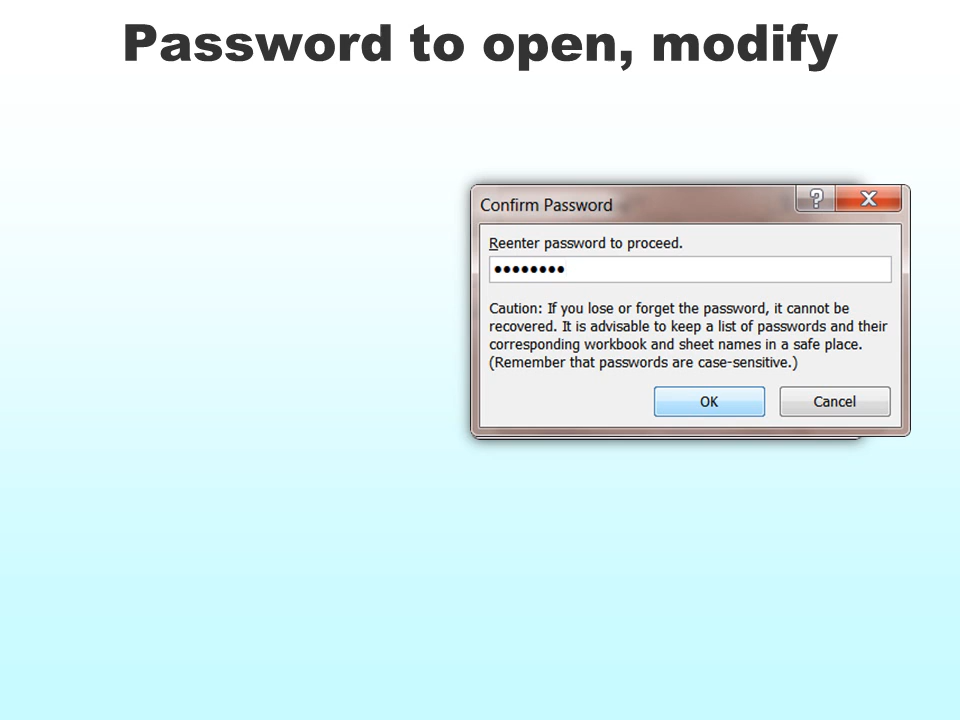 Password to open, modify
Confirm Password
Reenter password to proceed.
••••••••
Caution: If you lose or forget the password, it cannot be
recovered. It is advisable to keep a list of passwords and their
corresponding workbook and sheet names in a safe place.
(Remember that passwords are case-sensitive.)
OK Cancel